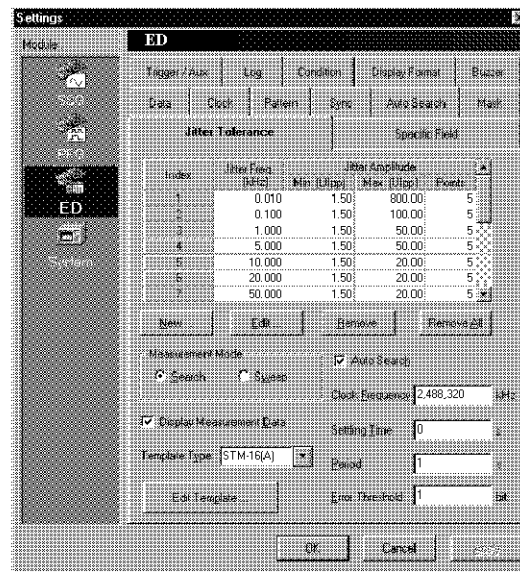 Settings
Module
ED
SSG
PPG
ED
System
Trigger / Aux Log Condition Display Format Buzzer
Data Clock Pattern Sync Auto Search Mask
Jitter Tolerance Specific Field
Index Jitter Freq. [kHz] Jitter Amplitude
Min [UIpp] Max [UIpp] Points
1 0.010 1.50 800.00 5
2 0.100 1.50 100.00 5
3 1.000 1.50 50.00 5
4 5.000 1.50 50.00 5
5 10.000 1.50 20.00 5
6 20.000 1.50 20.00 5
7 50.000 1.50 20.00 5
New... Edit... Remove Remove All
Measurement Mode
Search Sweep
Auto Search
Clock Frequency 2,488,320 kHz
Display Measurement Data
Settling Time 0 s
Template Type STM-16(A)
Period 1 s
Edit Template...
Error Threshold 1 bit
OK Cancel Apply